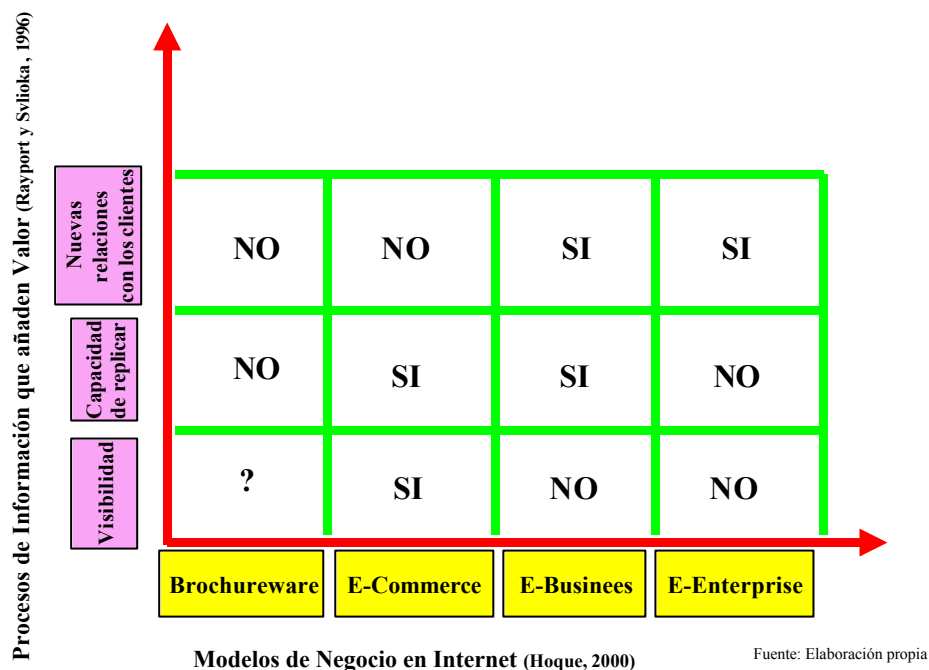 Procesos de Información que añaden Valor (Rayport y Svlioka, 1996)
Nuevas
relaciones
con los clientes
NO
NO
SI
SI
Capacidad
de replicar
NO
SI
SI
NO
Visibilidad
?
SI
NO
NO
Brochureware
E-Commerce
E-Businees
E-Enterprise
Modelos de Negocio en Internet (Hoque, 2000)
Fuente: Elaboración propia